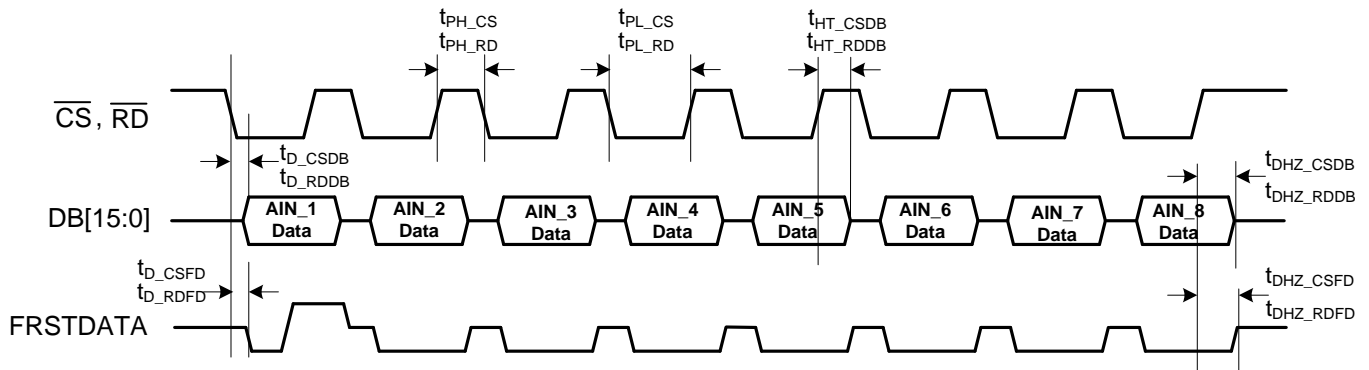 tPH_CS
tPH_RD
tPL_CS
tPL_RD
tHT_CSDB
tHT_RDDB
CS, RD
tD_CSDB
tD_RDDB
tDHZ_CSDB
tDHZ_RDDB
DB[15:0]
AIN_1 Data
AIN_2 Data
AIN_3 Data
AIN_4 Data
AIN_5 Data
AIN_6 Data
AIN_7 Data
AIN_8 Data
tD_CSFD
tD_RDFD
tDHZ_CSFD
tDHZ_RDFD
FRSTDATA